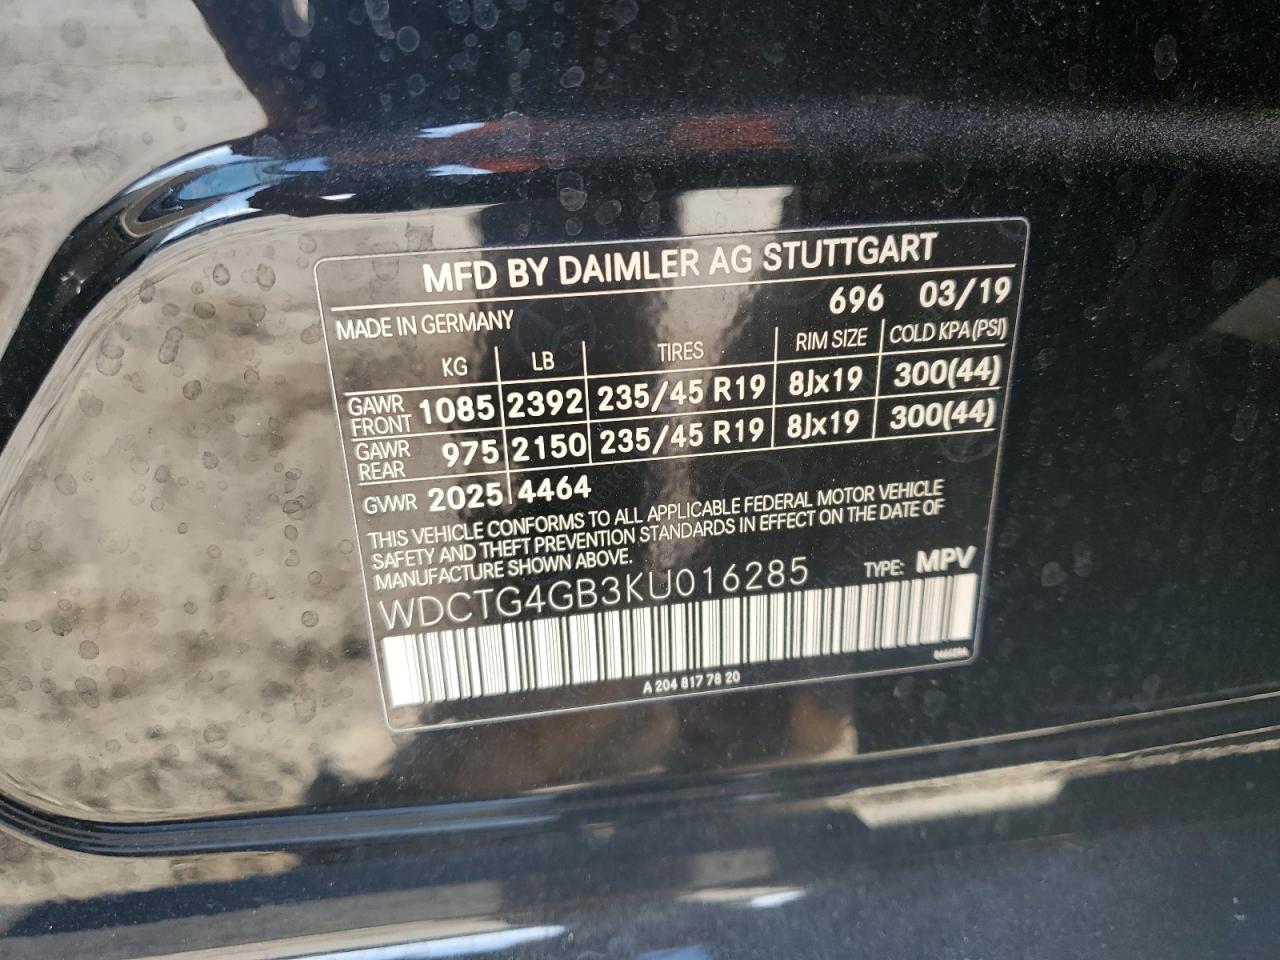 MFD BY DAIMLER AG STUTTGART
696 03/19
MADE IN GERMANY
KG LB TIRES RIM SIZE COLD KPA (PSI)
GAWR FRONT 1085 2392 235/45 R19 8Jx19 300(44)
GAWR REAR 975 2150 235/45 R19 8Jx19 300(44)
GVWR 2025 4464
THIS VEHICLE CONFORMS TO ALL APPLICABLE FEDERAL MOTOR VEHICLE
SAFETY AND THEFT PREVENTION STANDARDS IN EFFECT ON THE DATE OF
MANUFACTURE SHOWN ABOVE.
WDCTG4GB3KU016285 TYPE: MPV
A 204 817 78 20